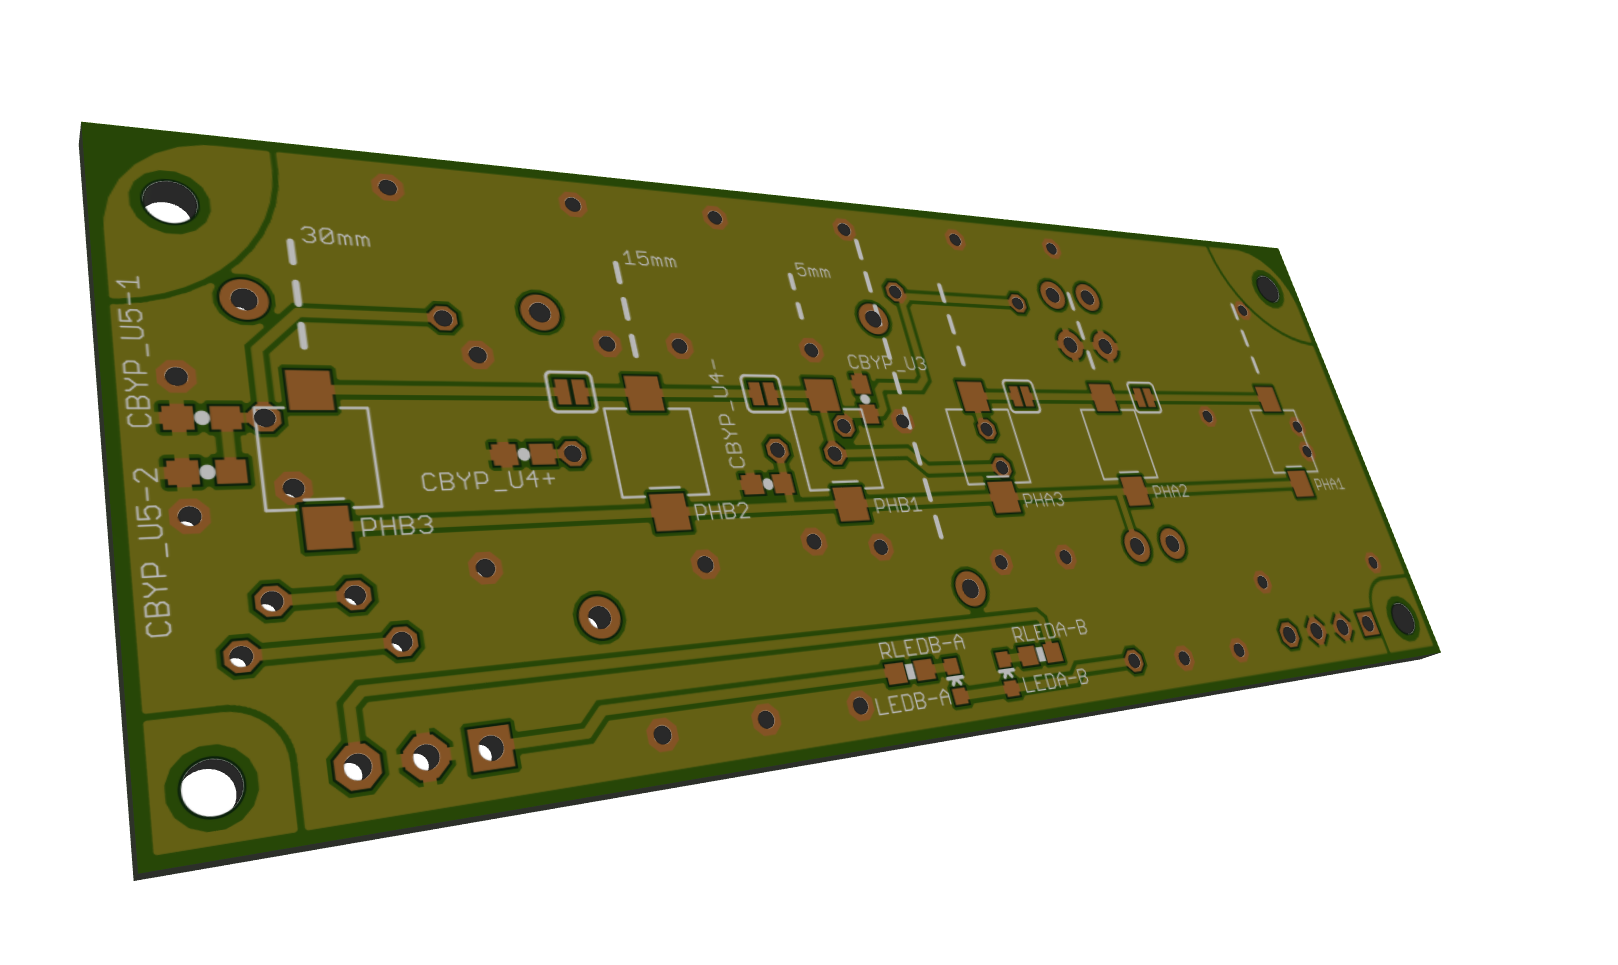 30mm
15mm
5mm
CBYP_U5-1
CBYP_U3
CBYP_U4-
CBYP_U4+
CBYP_U5-2
PHB3
PHB2
PHB1
PHA3
PHA2
PHA1
RLEDB-A
RLEDA-B
LEDB-A
LEDA-B